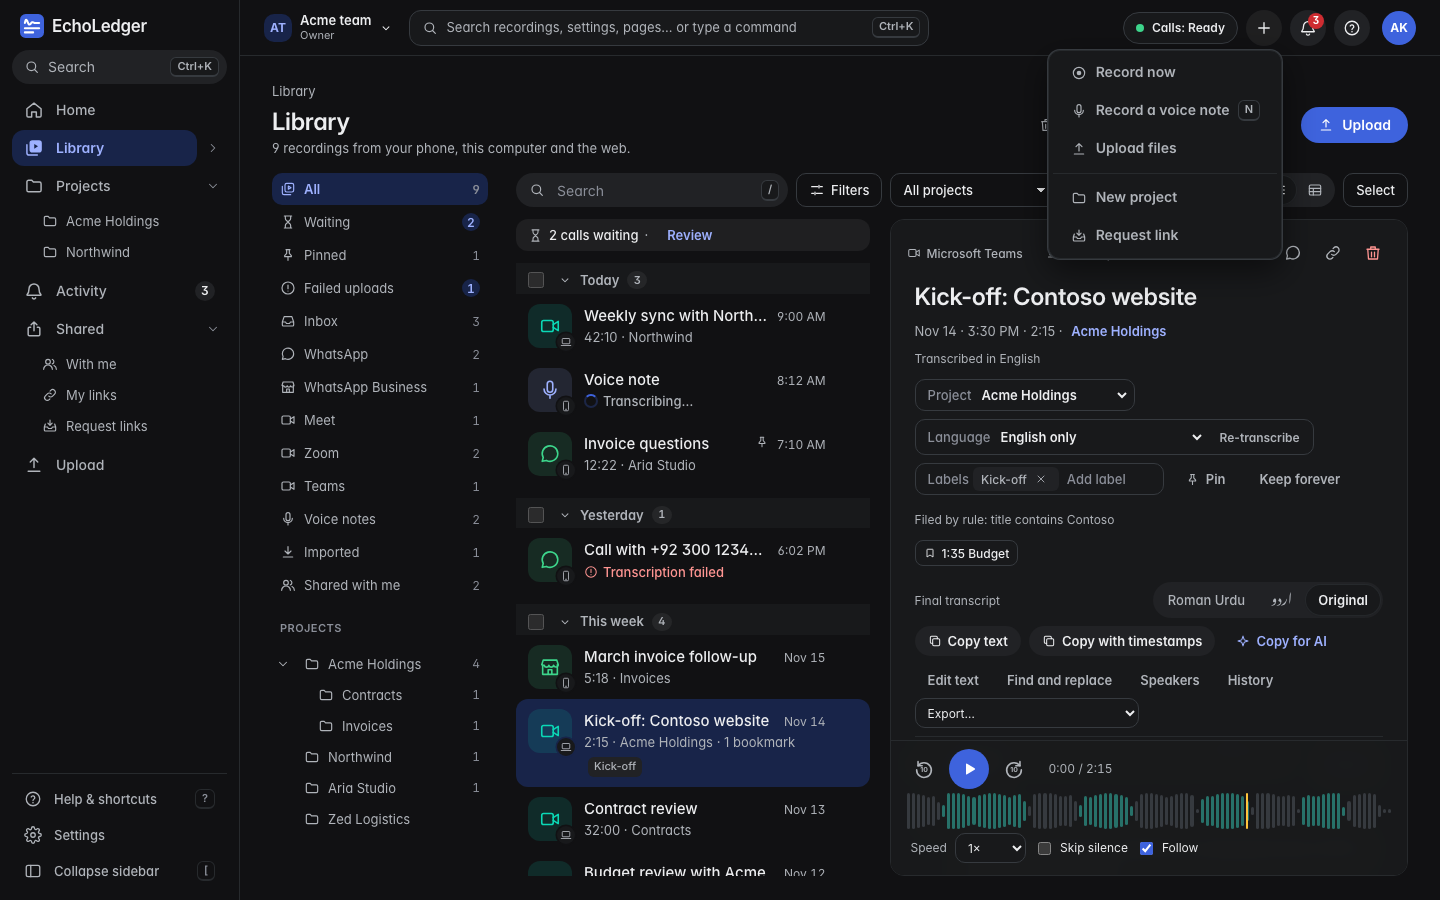 EchoLedger
Search Ctrl+K
Home
Library
Projects
Acme Holdings
Northwind
Activity 3
Shared
With me
My links
Request links
Upload
Help & shortcuts ?
Settings
Collapse sidebar [
AT Acme team
Owner
Search recordings, settings, pages... or type a command Ctrl+K
Calls: Ready
3
AK
Record now
Record a voice note N
Upload files
New project
Request link
Library
Library
9 recordings from your phone, this computer and the web.
Upload
All 9
Waiting 2
Pinned 1
Failed uploads 1
Inbox 3
WhatsApp 2
WhatsApp Business 1
Meet 1
Zoom 2
Teams 1
Voice notes 2
Imported 1
Shared with me 2
PROJECTS
Acme Holdings 4
Contracts 1
Invoices 1
Northwind 1
Aria Studio 1
Zed Logistics
Search /
Filters
All projects
Select
2 calls waiting · Review
Today 3
Weekly sync with North... 9:00 AM
42:10 · Northwind
Voice note 8:12 AM
Transcribing...
Invoice questions 7:10 AM
12:22 · Aria Studio
Yesterday 1
Call with +92 300 1234... 6:02 PM
Transcription failed
This week 4
March invoice follow-up Nov 15
5:18 · Invoices
Kick-off: Contoso website Nov 14
2:15 · Acme Holdings · 1 bookmark
Kick-off
Contract review Nov 13
32:00 · Contracts
Budget review with Acme Nov 12
Microsoft Teams
Kick-off: Contoso website
Nov 14 · 3:30 PM · 2:15 · Acme Holdings
Transcribed in English
Project Acme Holdings
Language English only Re-transcribe
Labels Kick-off Add label Pin Keep forever
Filed by rule: title contains Contoso
1:35 Budget
Final transcript Roman Urdu اردو Original
Copy text Copy with timestamps Copy for AI
Edit text Find and replace Speakers History
Export...
10 10 0:00 / 2:15
Speed 1× Skip silence Follow